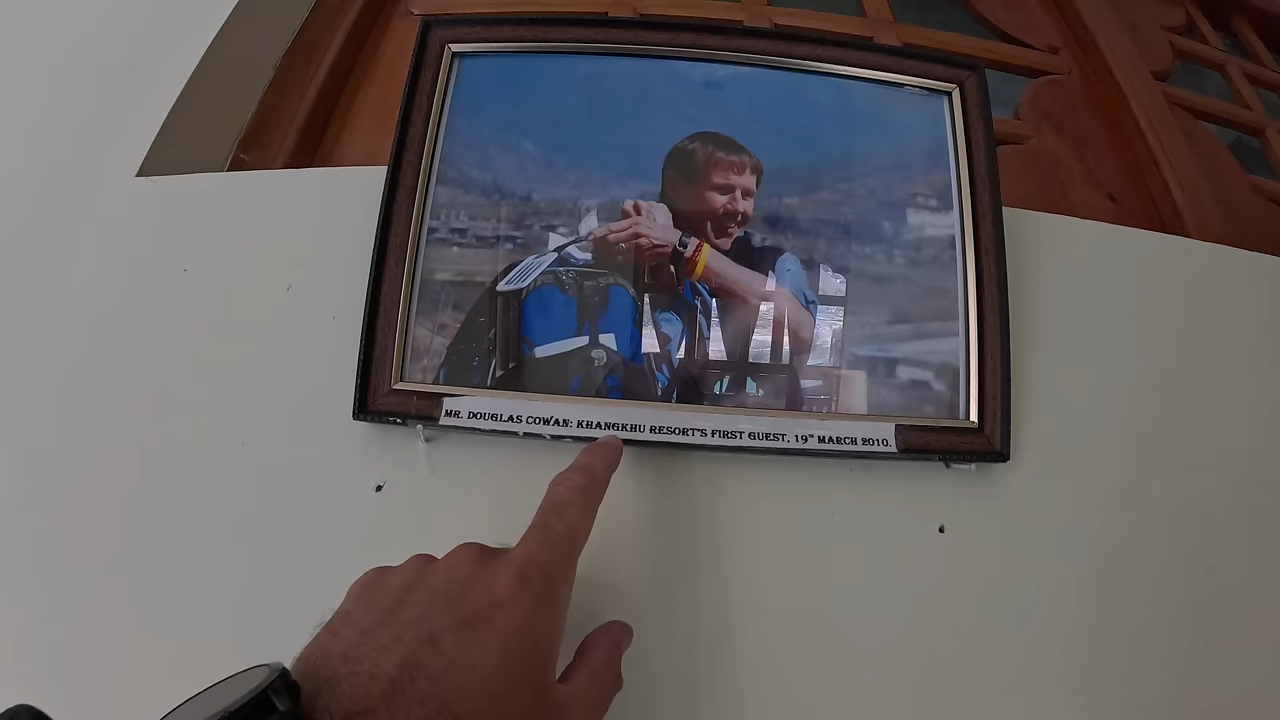 MR. DOUGLAS COWAN: KHANGKHU RESORT'S FIRST GUEST, 19TH MARCH 2010.